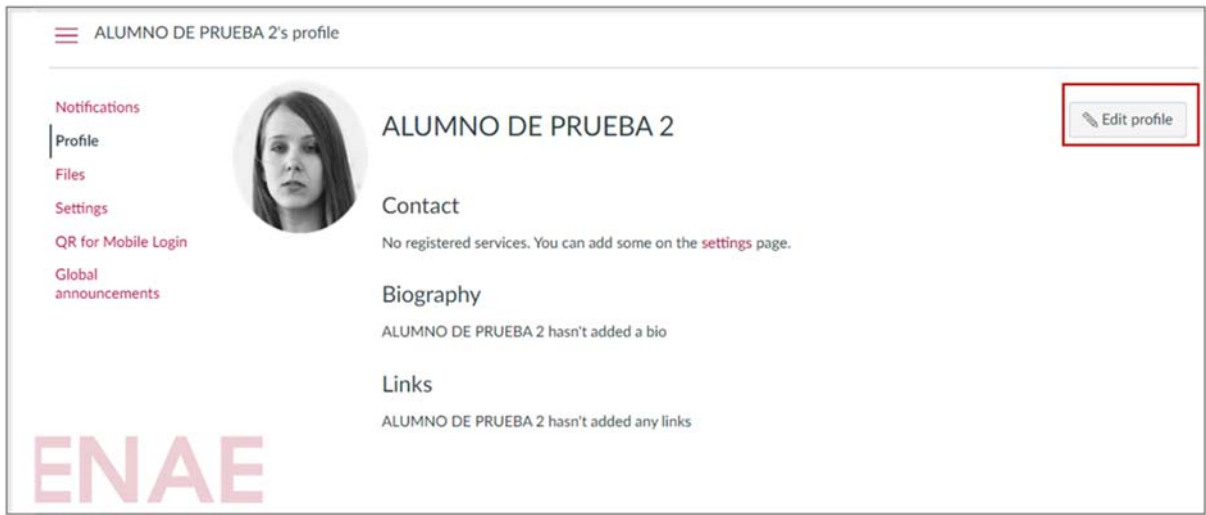 ALUMNO DE PRUEBA 2's profile
Notifications
Profile
Files
Settings
QR for Mobile Login
Global
announcements
ALUMNO DE PRUEBA 2
Edit profile
Contact
No registered services. You can add some on the settings page.
Biography
ALUMNO DE PRUEBA 2 hasn't added a bio
Links
ALUMNO DE PRUEBA 2 hasn't added any links
ENAE